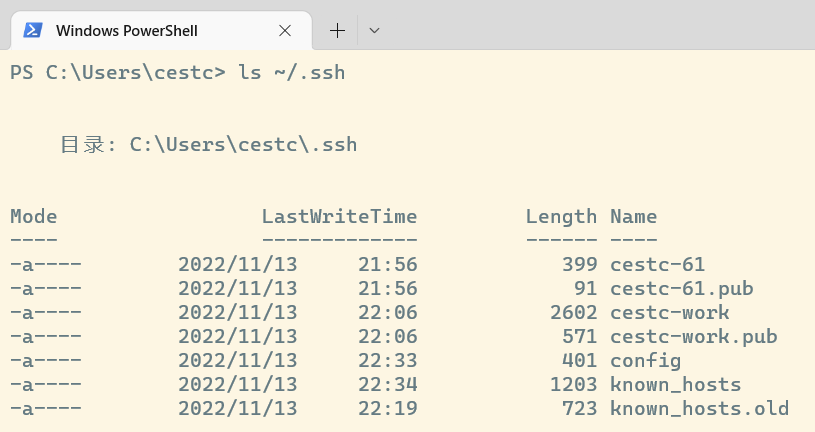 Windows PowerShell
PS C:\Users\cestc> ls ~/.ssh
目录: C:\Users\cestc\.ssh
Mode                 LastWriteTime         Length Name
----                 -------------         ------ ----
-a----        2022/11/13     21:56            399 cestc-61
-a----        2022/11/13     21:56             91 cestc-61.pub
-a----        2022/11/13     22:06           2602 cestc-work
-a----        2022/11/13     22:06            571 cestc-work.pub
-a----        2022/11/13     22:33            401 config
-a----        2022/11/13     22:34           1203 known_hosts
-a----        2022/11/13     22:19            723 known_hosts.old